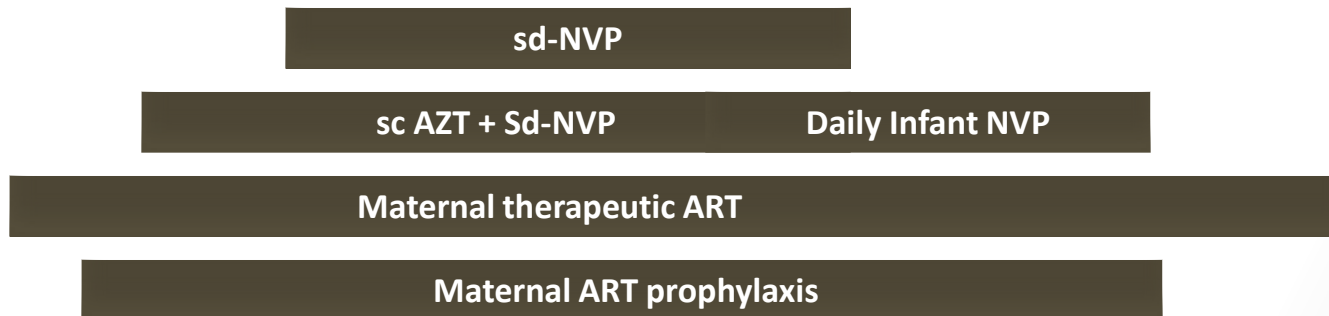 sd-NVP
sc AZT + Sd-NVP Daily Infant NVP
Maternal therapeutic ART
Maternal ART prophylaxis